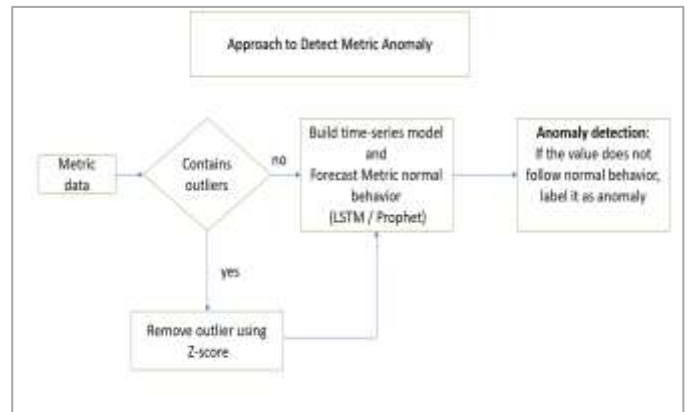 Approach to Detect Metric Anomaly
Metric
data
Contains
outliers
no
Build time-series model
and
Forecast Metric normal
behavior
(LSTM / Prophet)
Anomaly detection:
If the value does not
follow normal behavior,
label it as anomaly
yes
Remove outlier using
Z-score